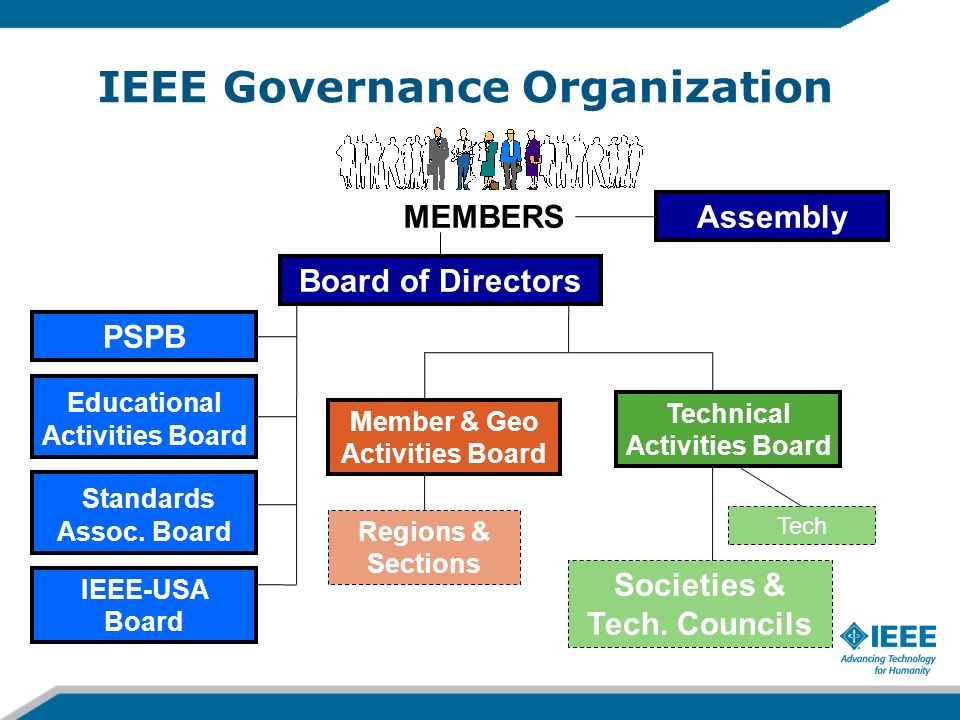 IEEE Governance Organization
MEMBERS
Assembly
Board of Directors
PSPB
Educational
Activities Board
Standards
Assoc. Board
IEEE-USA
Board
Member & Geo
Activities Board
Regions &
Sections
Technical
Activities Board
Tech
Societies &
Tech. Councils
IEEE
Advancing Technology
for Humanity